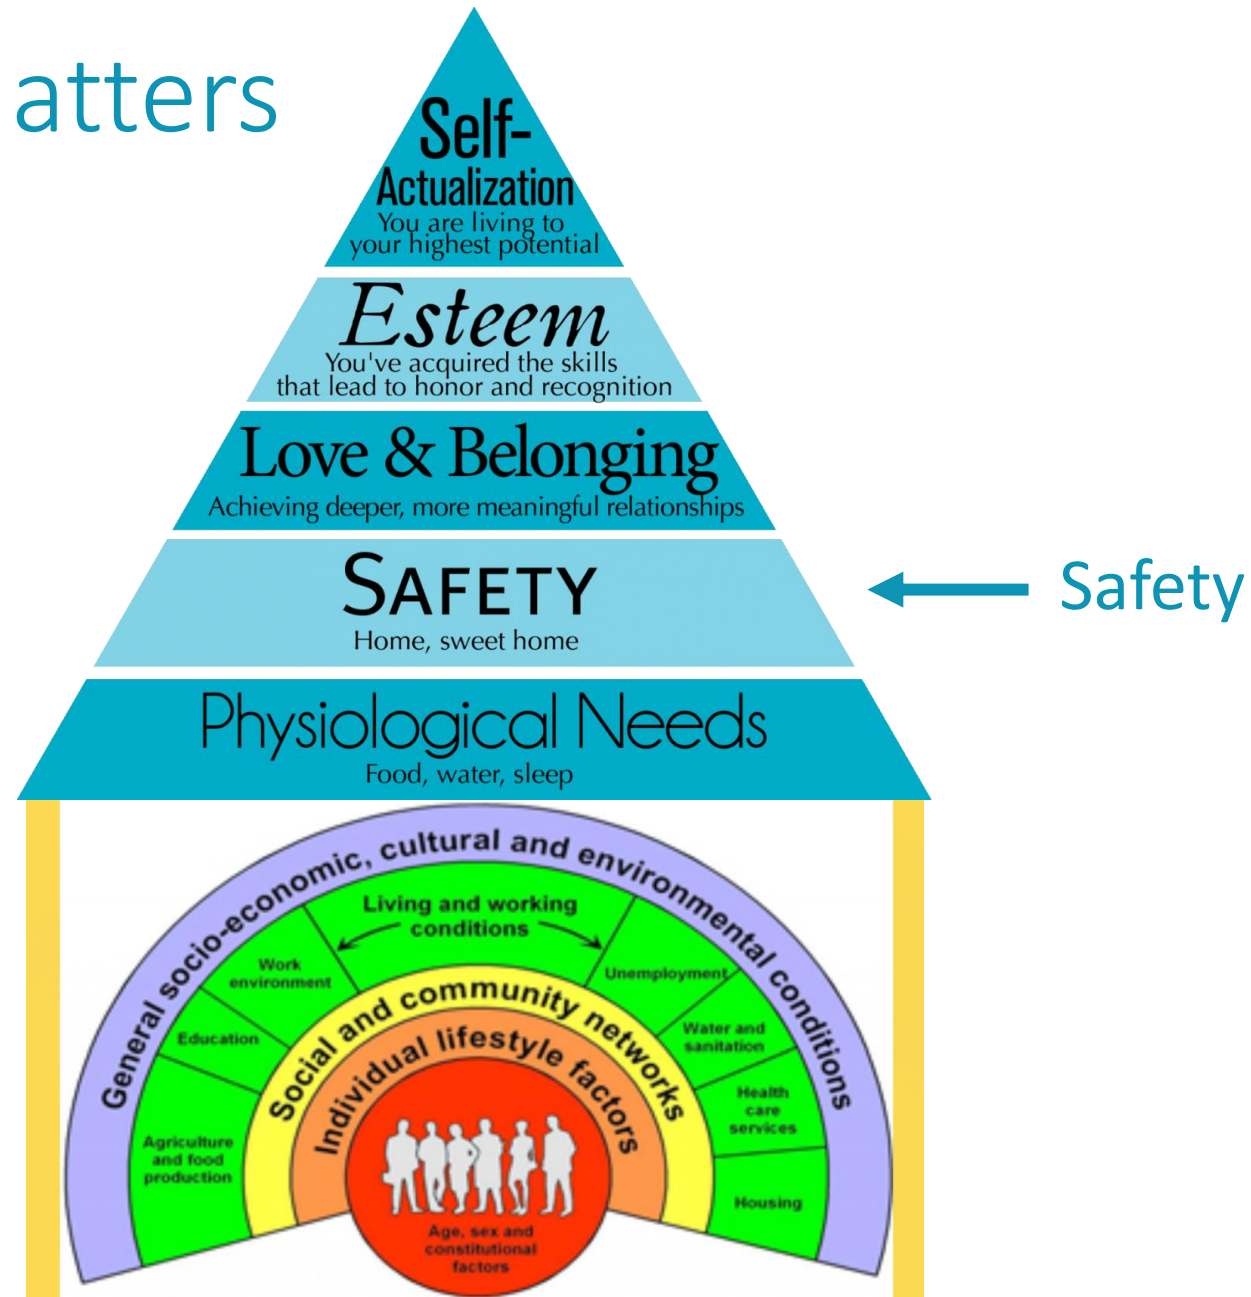 atters
Self-
Actualization
You are living to
your highest potential
Esteem
You've acquired the skills
that lead to honor and recognition
Love & Belonging
Achieving deeper, more meaningful relationships
SAFETY
Home, sweet home
Safety
Physiological Needs
Food, water, sleep
General socio-economic, cultural and environmental conditions
Living and working
conditions
Work
environment
Unemployment
Education
Water and
sanitation
Agriculture
and food
production
Health
care
services
Housing
Social and community networks
Individual lifestyle factors
Age, sex and
constitutional
factors